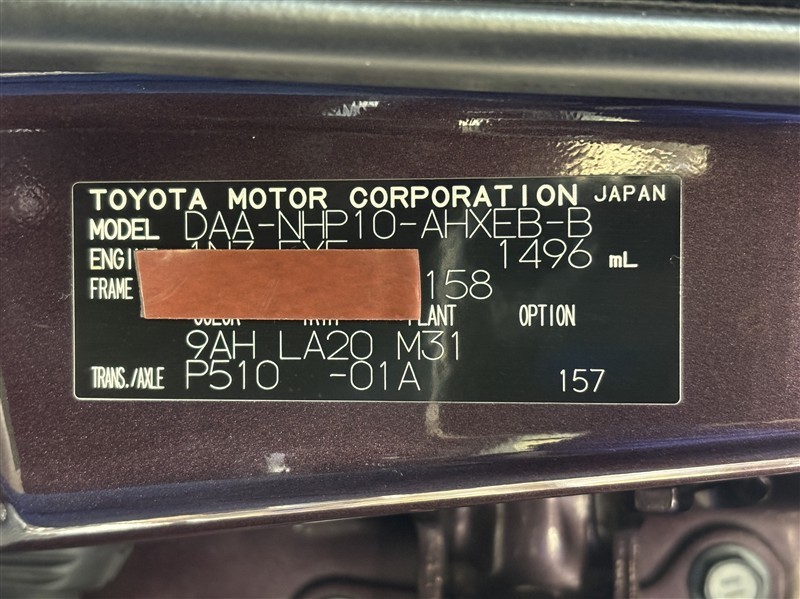 TOYOTA MOTOR CORPORATION JAPAN
MODEL DAA-NHP10-AHXEB-B
1496 mL
FRAME 158
OPTION
9AH LA20 M31
TRANS./AXLE P510 -01A 157